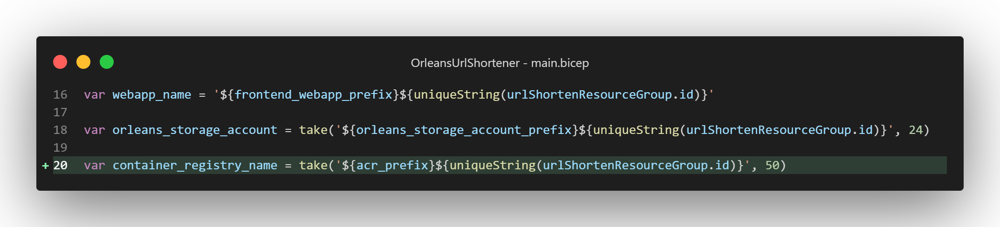 OrleansUrlShortener - main.bicep
16 var webapp_name = '${frontend_webapp_prefix}${uniqueString(urlShortenResourceGroup.id)}'
17
18 var orleans_storage_account = take('${orleans_storage_account_prefix}${uniqueString(urlShortenResourceGroup.id)}', 24)
19
+ 20 var container_registry_name = take('${acr_prefix}${uniqueString(urlShortenResourceGroup.id)}', 50)